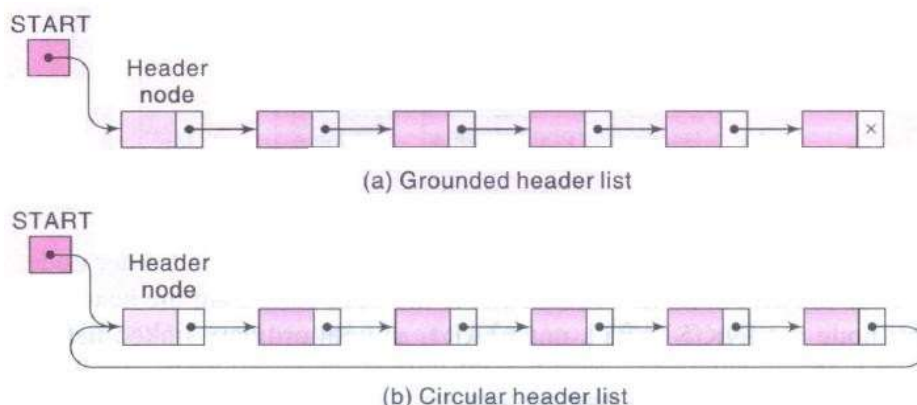 START
Header
node
×
(a) Grounded header list
START
Header
node
(b) Circular header list